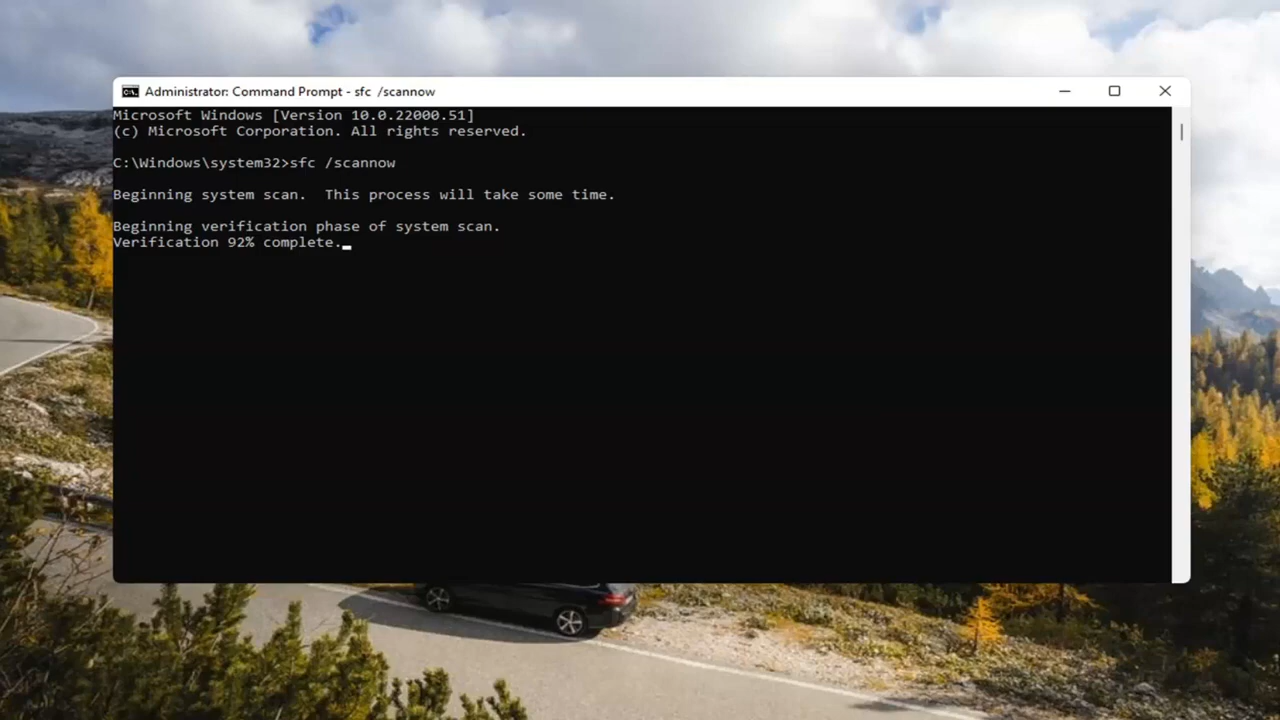 Administrator: Command Prompt - sfc  /scannow
Microsoft Windows [Version 10.0.22000.51]
(c) Microsoft Corporation. All rights reserved.
C:\Windows\system32>sfc /scannow
Beginning system scan.  This process will take some time.
Beginning verification phase of system scan.
Verification 92% complete.